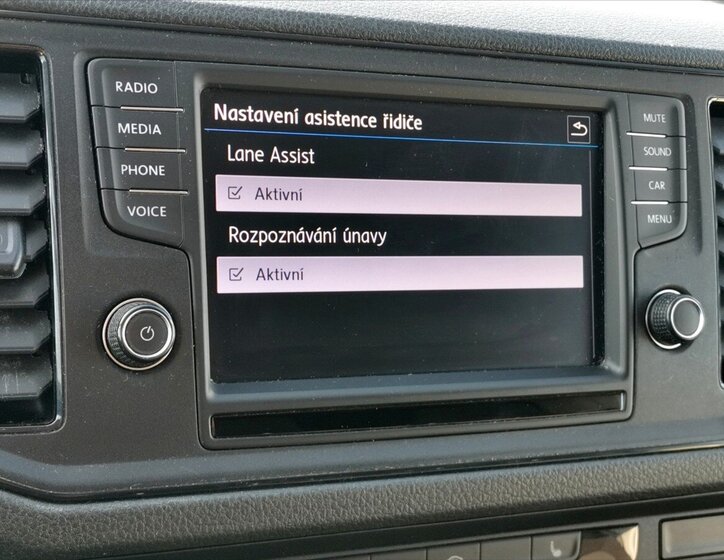 RADIO
MEDIA
PHONE
VOICE
Nastavení asistence řidiče
Lane Assist
Aktivní
Rozpoznávání únavy
Aktivní
MUTE
SOUND
CAR
MENU